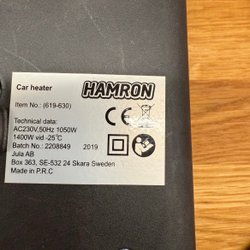 Car heater HAMRON
Item No.: (619-630)
Technical data:
AC230V,50Hz 1050W
1400W vid -25°C
Batch No.: 2208849 2019
Jula AB
Box 363, SE-532 24 Skara Sweden
Made in P.R.C